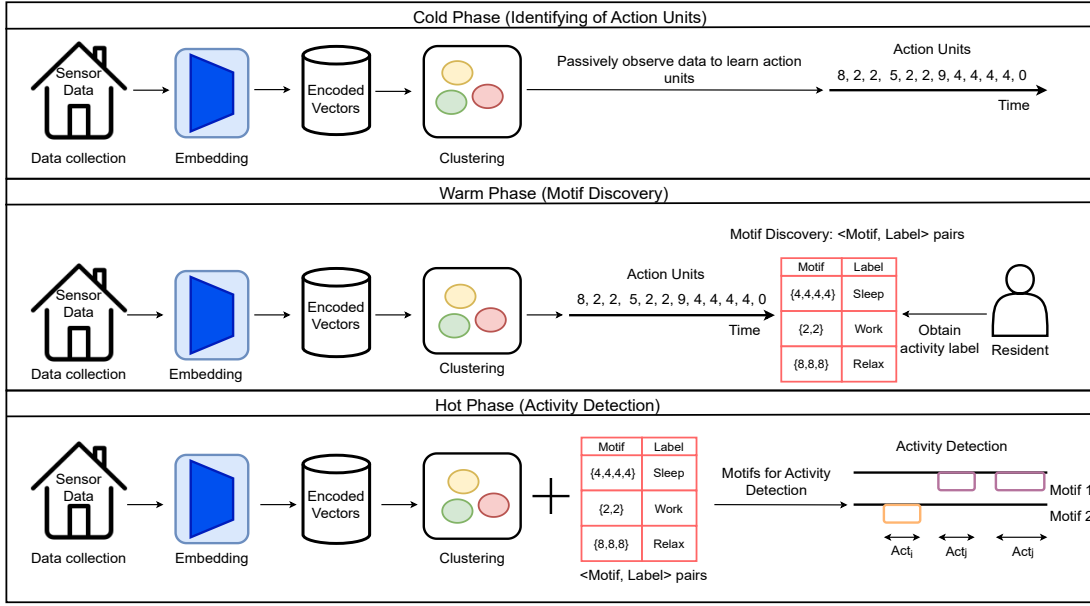 Cold Phase (Identifying of Action Units)
Sensor
Data
Data collection
Embedding
Encoded
Vectors
Clustering
Passively observe data to learn action
units
Action Units
8, 2, 2,  5, 2, 2, 9, 4, 4, 4, 4, 0
Time
Warm Phase (Motif Discovery)
Sensor
Data
Data collection
Embedding
Encoded
Vectors
Clustering
Action Units
8, 2, 2,  5, 2, 2, 9, 4, 4, 4, 4, 0
Time
Motif Discovery: <Motif, Label> pairs
Motif Label
{4,4,4,4} Sleep
{2,2} Work
{8,8,8} Relax
Obtain
activity label
Resident
Hot Phase (Activity Detection)
Sensor
Data
Data collection
Embedding
Encoded
Vectors
Clustering
Motif Label
{4,4,4,4} Sleep
{2,2} Work
{8,8,8} Relax
<Motif, Label> pairs
Motifs for Activity
Detection
Activity Detection
Motif 1
Motif 2
Act_i Act_j Act_j